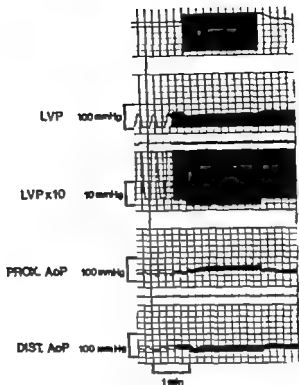 LVP 100 mmHg
LVP x 10 10 mmHg
PROX. AoP 100 mmHg
DIST. AoP 100 mmHg
1 min